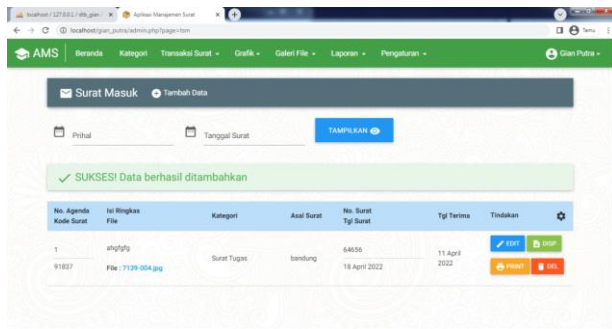 localhost / 127.0.0.1 / db_gian_
Aplikasi Manajemen Surat
localhost/gian_putra/admin.php?page=tsm
Tamu
AMS
Beranda Kategori Transaksi Surat Grafik Galeri File Laporan Pengaturan
Gian Putra
Surat Masuk Tambah Data
Prihal Tanggal Surat TAMPILKAN
SUKSES! Data berhasil ditambahkan
No. Agenda Isi Ringkas Kategori Asal Surat No. Surat Tgl Terima Tindakan
Kode Surat File Tgl Surat
1 Surat Tugas bandung 64656 11 April 2022 EDIT DISP
91837 File : 7139-004.jpg 18 April 2022 PRINT DEL